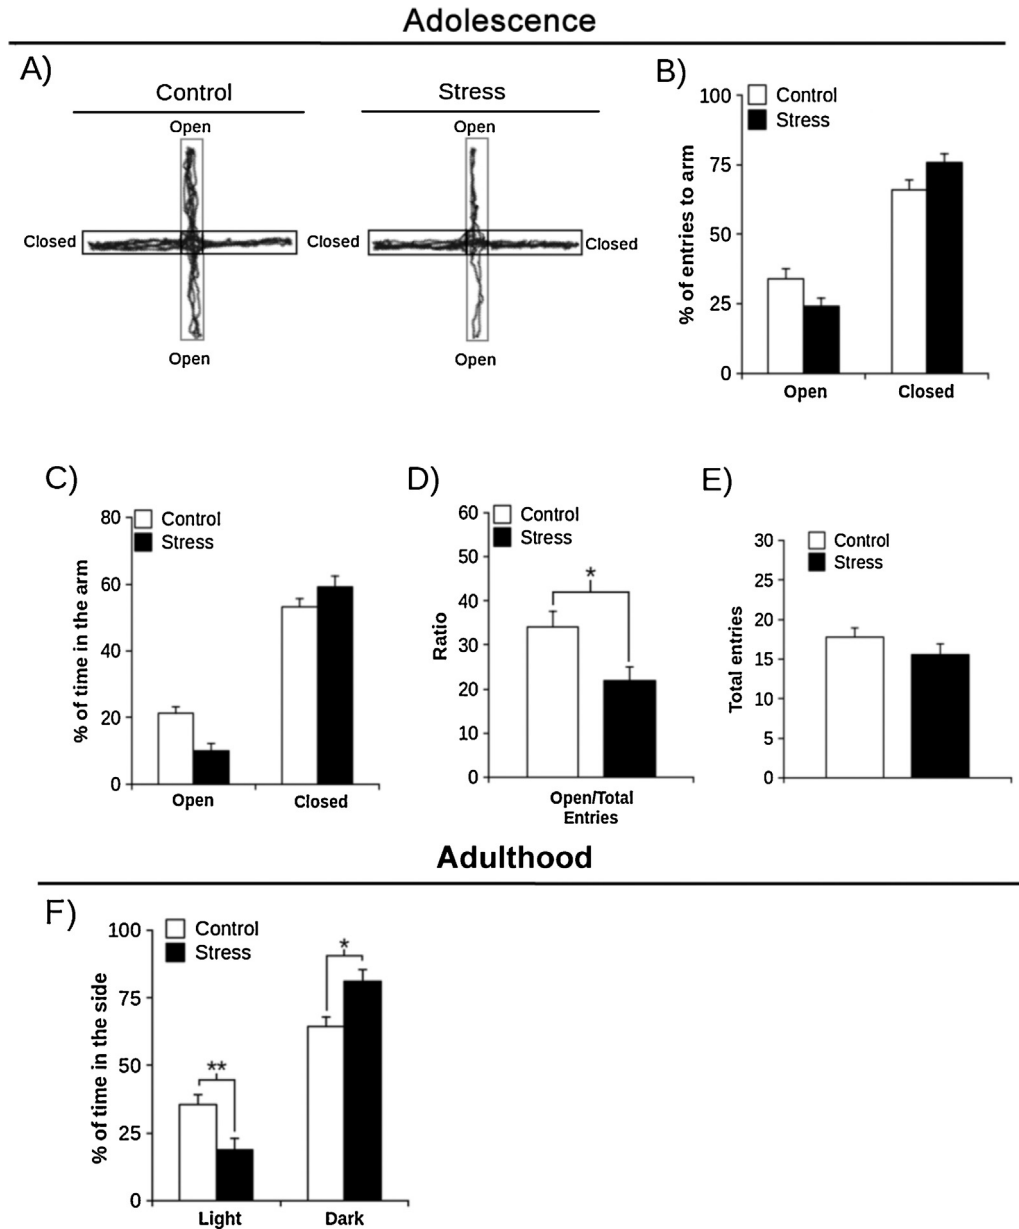 Adolescence
A)
Control
Stress
Open
Open
Closed
Closed
Closed
Open
Open
B)
Control
Stress
% of entries to arm
100
75
50
25
0
Open
Closed
C)
Control
Stress
% of time in the arm
80
60
40
20
0
Open
Closed
D)
Control
Stress
Ratio
60
50
40
30
20
10
0
*
Open/Total
Entries
E)
Control
Stress
Total entries
30
25
20
15
10
5
0
Adulthood
F)
Control
Stress
% of time in the side
100
75
50
25
0
**
*
Light
Dark